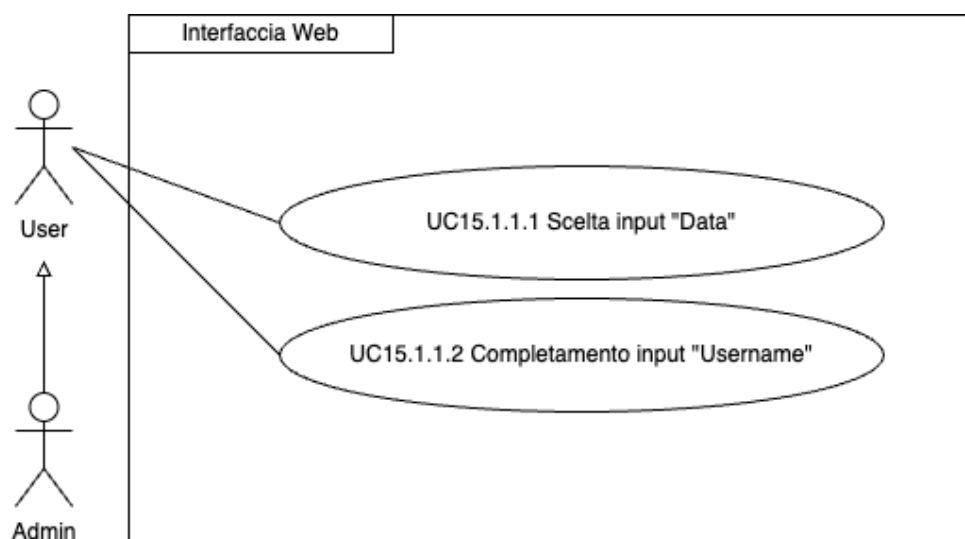 Interfaccia Web
User
UC15.1.1.1 Scelta input "Data"
UC15.1.1.2 Completamento input "Username"
Admin